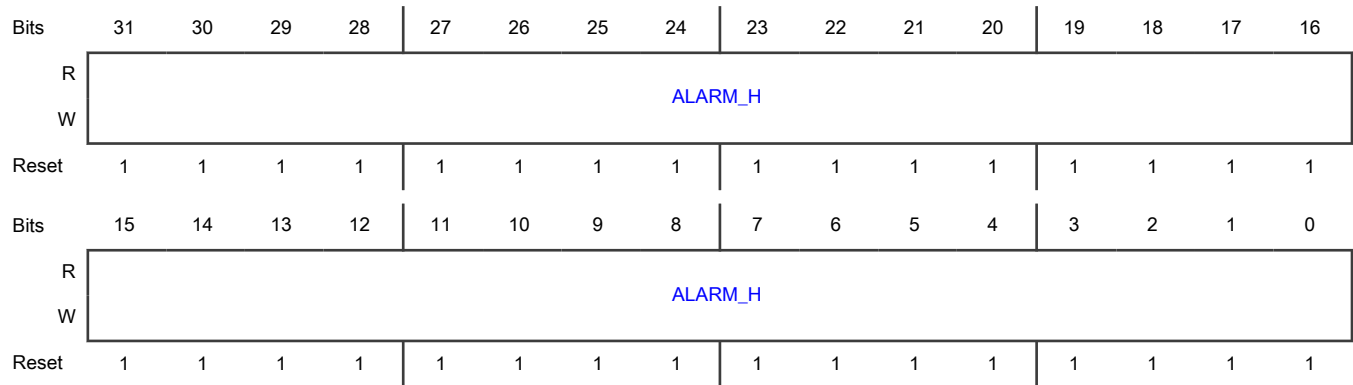 Bits 31 30 29 28 27 26 25 24 23 22 21 20 19 18 17 16
R
ALARM_H
W
Reset 1 1 1 1 1 1 1 1 1 1 1 1 1 1 1 1
Bits 15 14 13 12 11 10 9 8 7 6 5 4 3 2 1 0
R
ALARM_H
W
Reset 1 1 1 1 1 1 1 1 1 1 1 1 1 1 1 1